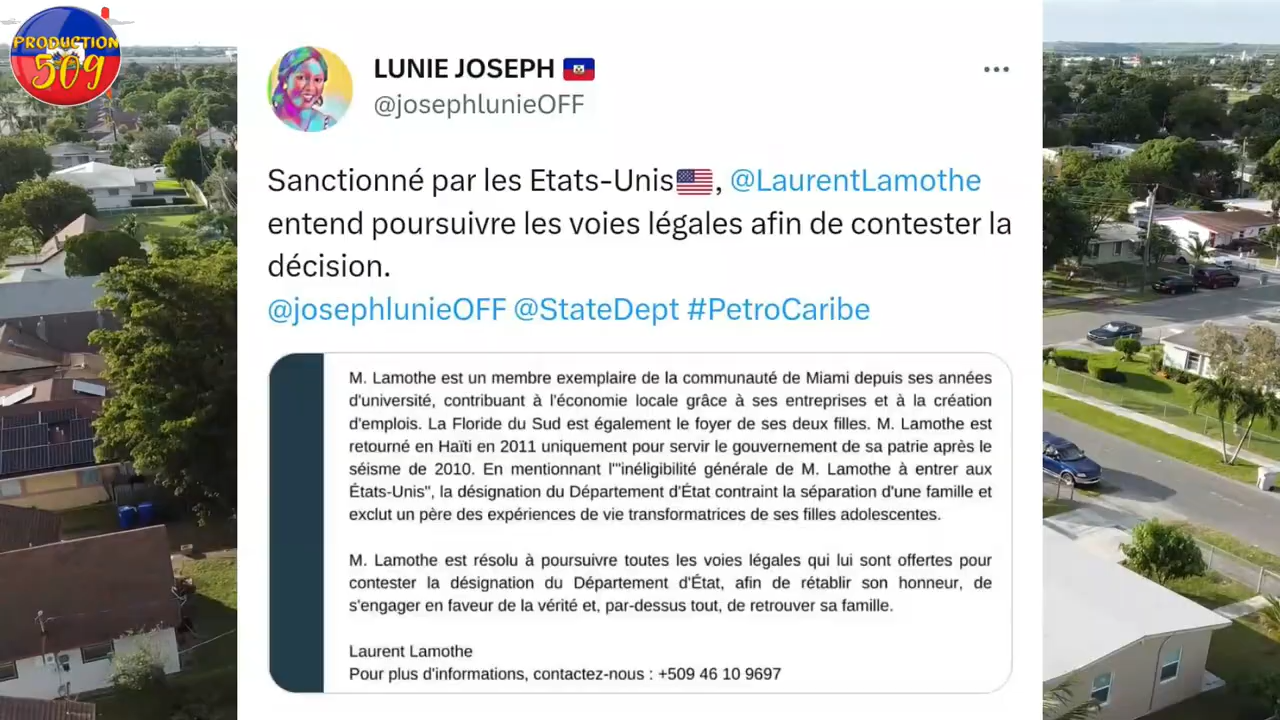 PRODUCTION
509
LUNIE JOSEPH 🇭🇹
@josephlunieOFF
Sanctionné par les Etats-Unis🇺🇸, @LaurentLamothe
entend poursuivre les voies légales afin de contester la
décision.
@josephlunieOFF @StateDept #PetroCaribe
M. Lamothe est un membre exemplaire de la communauté de Miami depuis ses années
d'université, contribuant à l'économie locale grâce à ses entreprises et à la création
d'emplois. La Floride du Sud est également le foyer de ses deux filles. M. Lamothe est
retourné en Haïti en 2011 uniquement pour servir le gouvernement de sa patrie après le
séisme de 2010. En mentionnant l'"inéligibilité générale de M. Lamothe à entrer aux
États-Unis", la désignation du Département d'État contraint la séparation d'une famille et
exclut un père des expériences de vie transformatrices de ses filles adolescentes.
M. Lamothe est résolu à poursuivre toutes les voies légales qui lui sont offertes pour
contester la désignation du Département d'État, afin de rétablir son honneur, de
s'engager en faveur de la vérité et, par-dessus tout, de retrouver sa famille.
Laurent Lamothe
Pour plus d'informations, contactez-nous : +509 46 10 9697